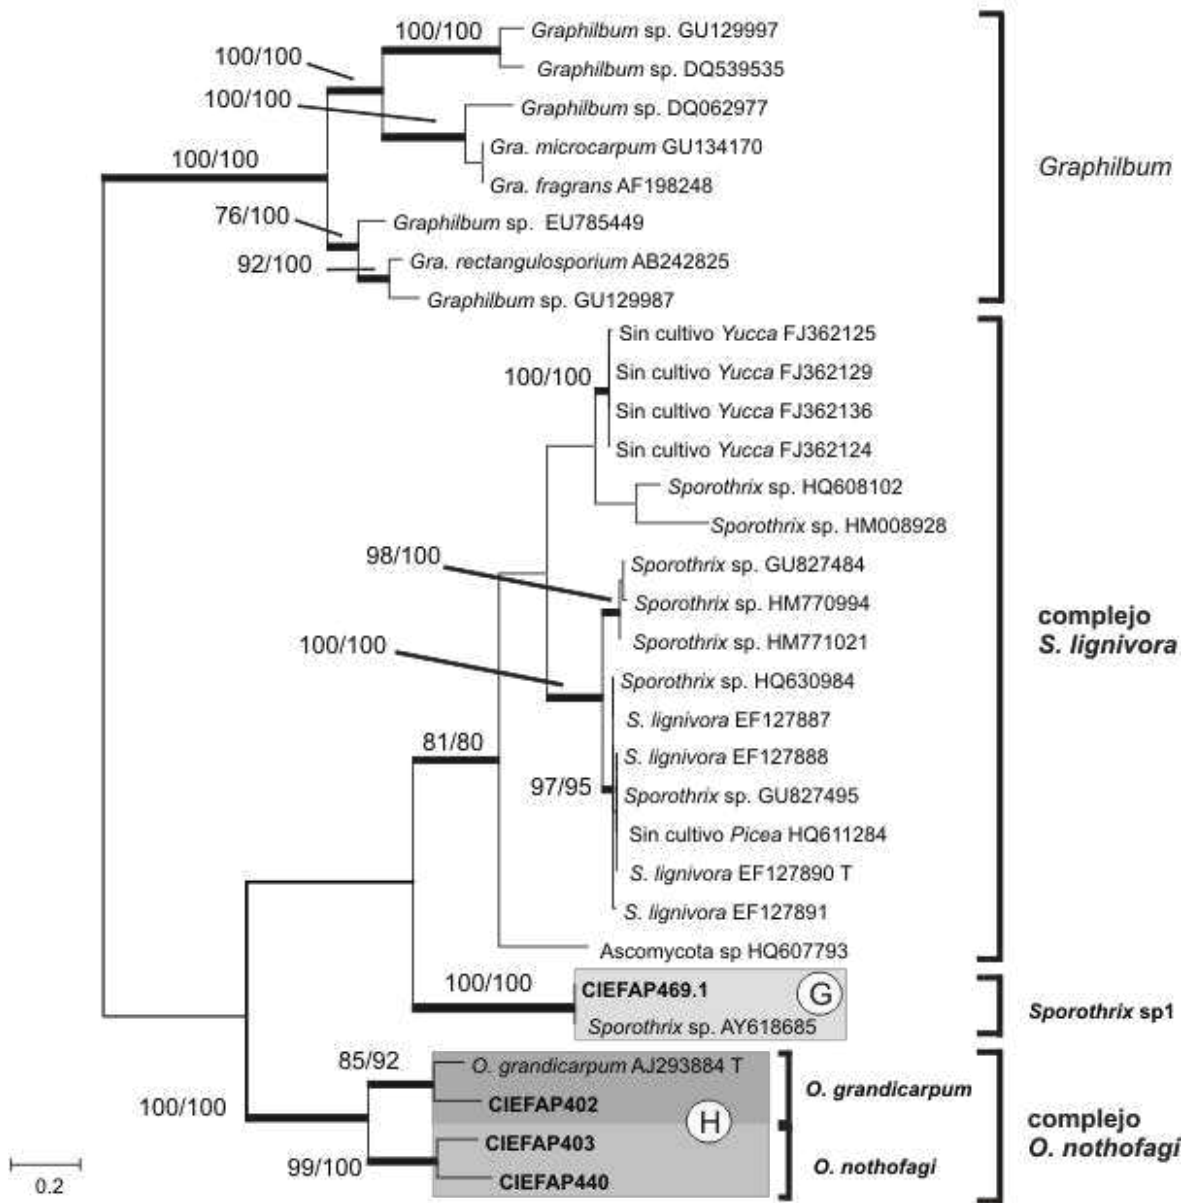 100/100
Graphilbum sp. GU129997
100/100
Graphilbum sp. DQ539535
100/100
Graphilbum sp. DQ062977
Gra. microcarpum GU134170
100/100
Graphilbum
Gra. fragrans AF198248
76/100
Graphilbum sp. EU785449
92/100
Gra. rectangulosporium AB242825
Graphilbum sp. GU129987
Sin cultivo Yucca FJ362125
100/100
Sin cultivo Yucca FJ362129
Sin cultivo Yucca FJ362136
Sin cultivo Yucca FJ362124
Sporothrix sp. HQ608102
Sporothrix sp. HM008928
98/100
Sporothrix sp. GU827484
Sporothrix sp. HM770994
complejo
S. lignivora
100/100
Sporothrix sp. HM771021
Sporothrix sp. HQ630984
S. lignivora EF127887
81/80
S. lignivora EF127888
97/95
Sporothrix sp. GU827495
Sin cultivo Picea HQ611284
S. lignivora EF127890 T
S. lignivora EF127891
Ascomycota sp HQ607793
100/100
CIEFAP469.1
G
Sporothrix sp1
Sporothrix sp. AY618685
85/92
O. grandicarpum AJ293884 T
O. grandicarpum
100/100
CIEFAP402
H
complejo
O. nothofagi
CIEFAP403
99/100
O. nothofagi
CIEFAP440
0.2